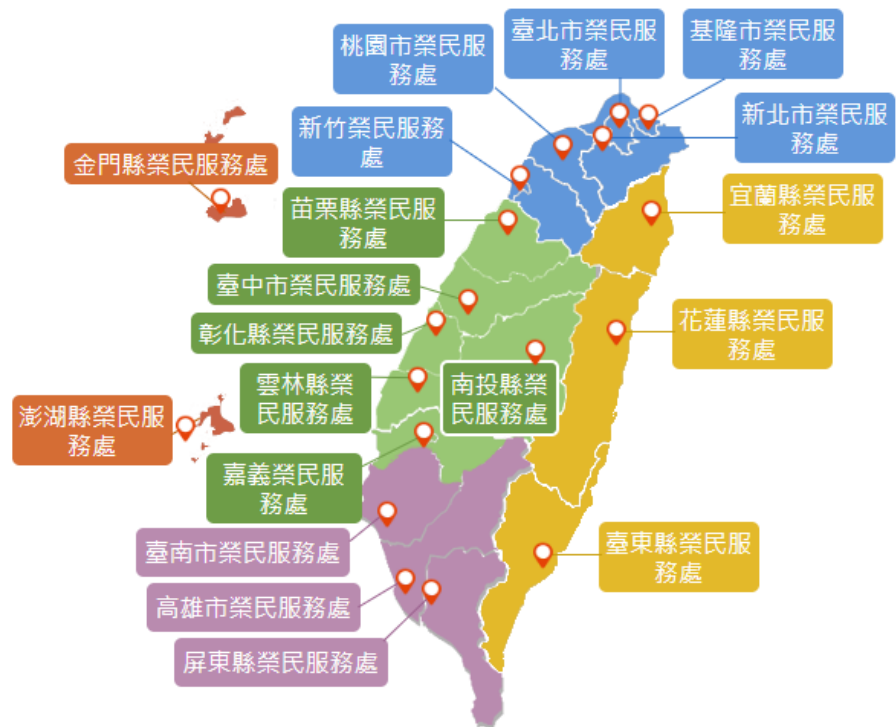 桃園市榮民服
務處
臺北市榮民服
務處
基隆市榮民服
務處
新竹榮民服務
處
新北市榮民服
務處
金門縣榮民服務處
苗栗縣榮民服
務處
宜蘭縣榮民服
務處
臺中市榮民服務處
彰化縣榮民服務處
花蓮縣榮民服
務處
雲林縣榮
民服務處
南投縣榮
民服務處
澎湖縣榮民服
務處
嘉義榮民服
務處
臺南市榮民服務處
臺東縣榮民服
務處
高雄市榮民服務處
屏東縣榮民服務處